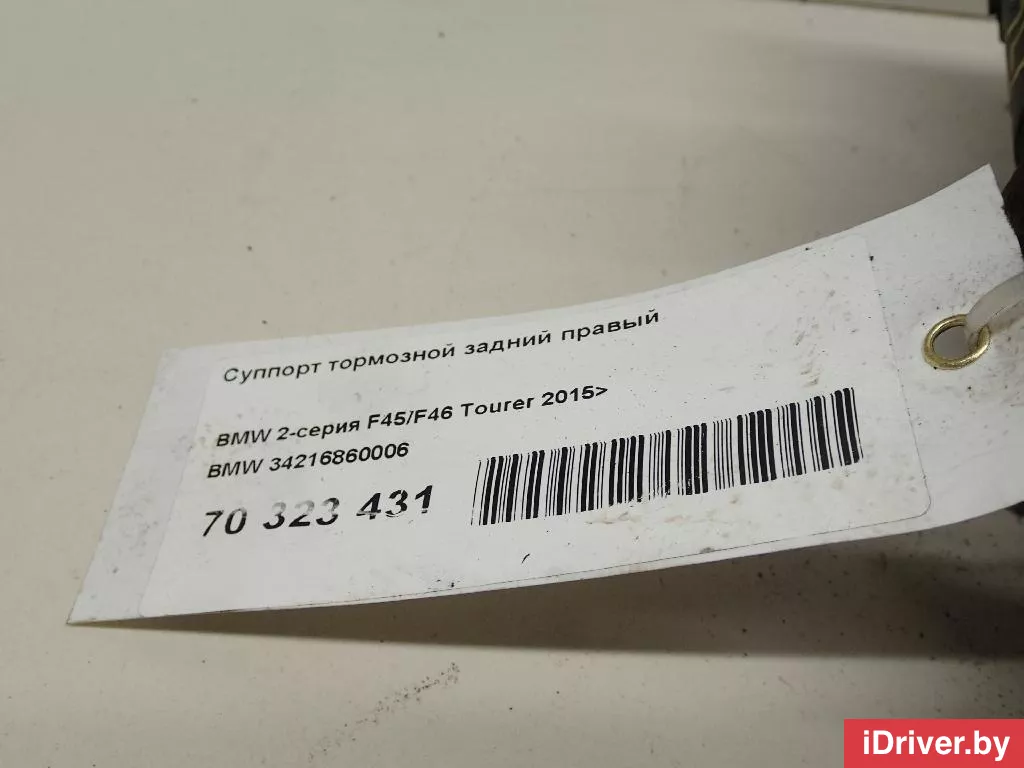 Суппорт тормозной задний правый
BMW 2-серия F45/F46 Tourer 2015>
BMW 34216860006
70 323 431
iDriver.by